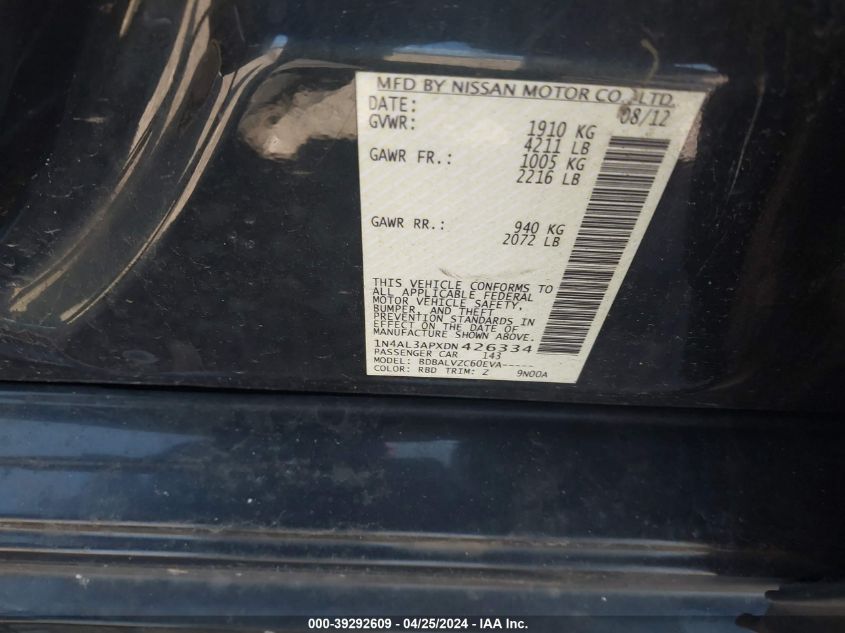 MFD BY NISSAN MOTOR CO., LTD.
DATE: 08/12
GVWR: 1910 KG
4211 LB
GAWR FR.: 1005 KG
2216 LB
GAWR RR.: 940 KG
2072 LB
THIS VEHICLE CONFORMS TO
ALL APPLICABLE FEDERAL
MOTOR VEHICLE SAFETY,
BUMPER, AND THEFT
PREVENTION STANDARDS IN
EFFECT ON THE DATE OF
MANUFACTURE SHOWN ABOVE.
1N4AL3APXDN426334
PASSENGER CAR 143
MODEL: BDBALVZC60EVA-----
COLOR: RBD TRIM: Z 9N00A
000-39292609 - 04/25/2024 - IAA Inc.